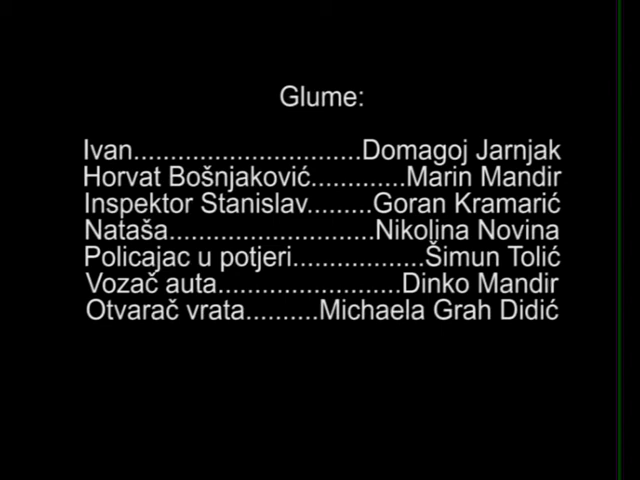 Glume:
Ivan...............................Domagoj Jarnjak
Horvat Bošnjaković.............Marin Mandir
Inspektor Stanislav.........Goran Kramarić
Nataša............................Nikolina Novina
Policajac u potjeri..................Šimun Tolić
Vozač auta.........................Dinko Mandir
Otvarač vrata..........Michaela Grah Didić